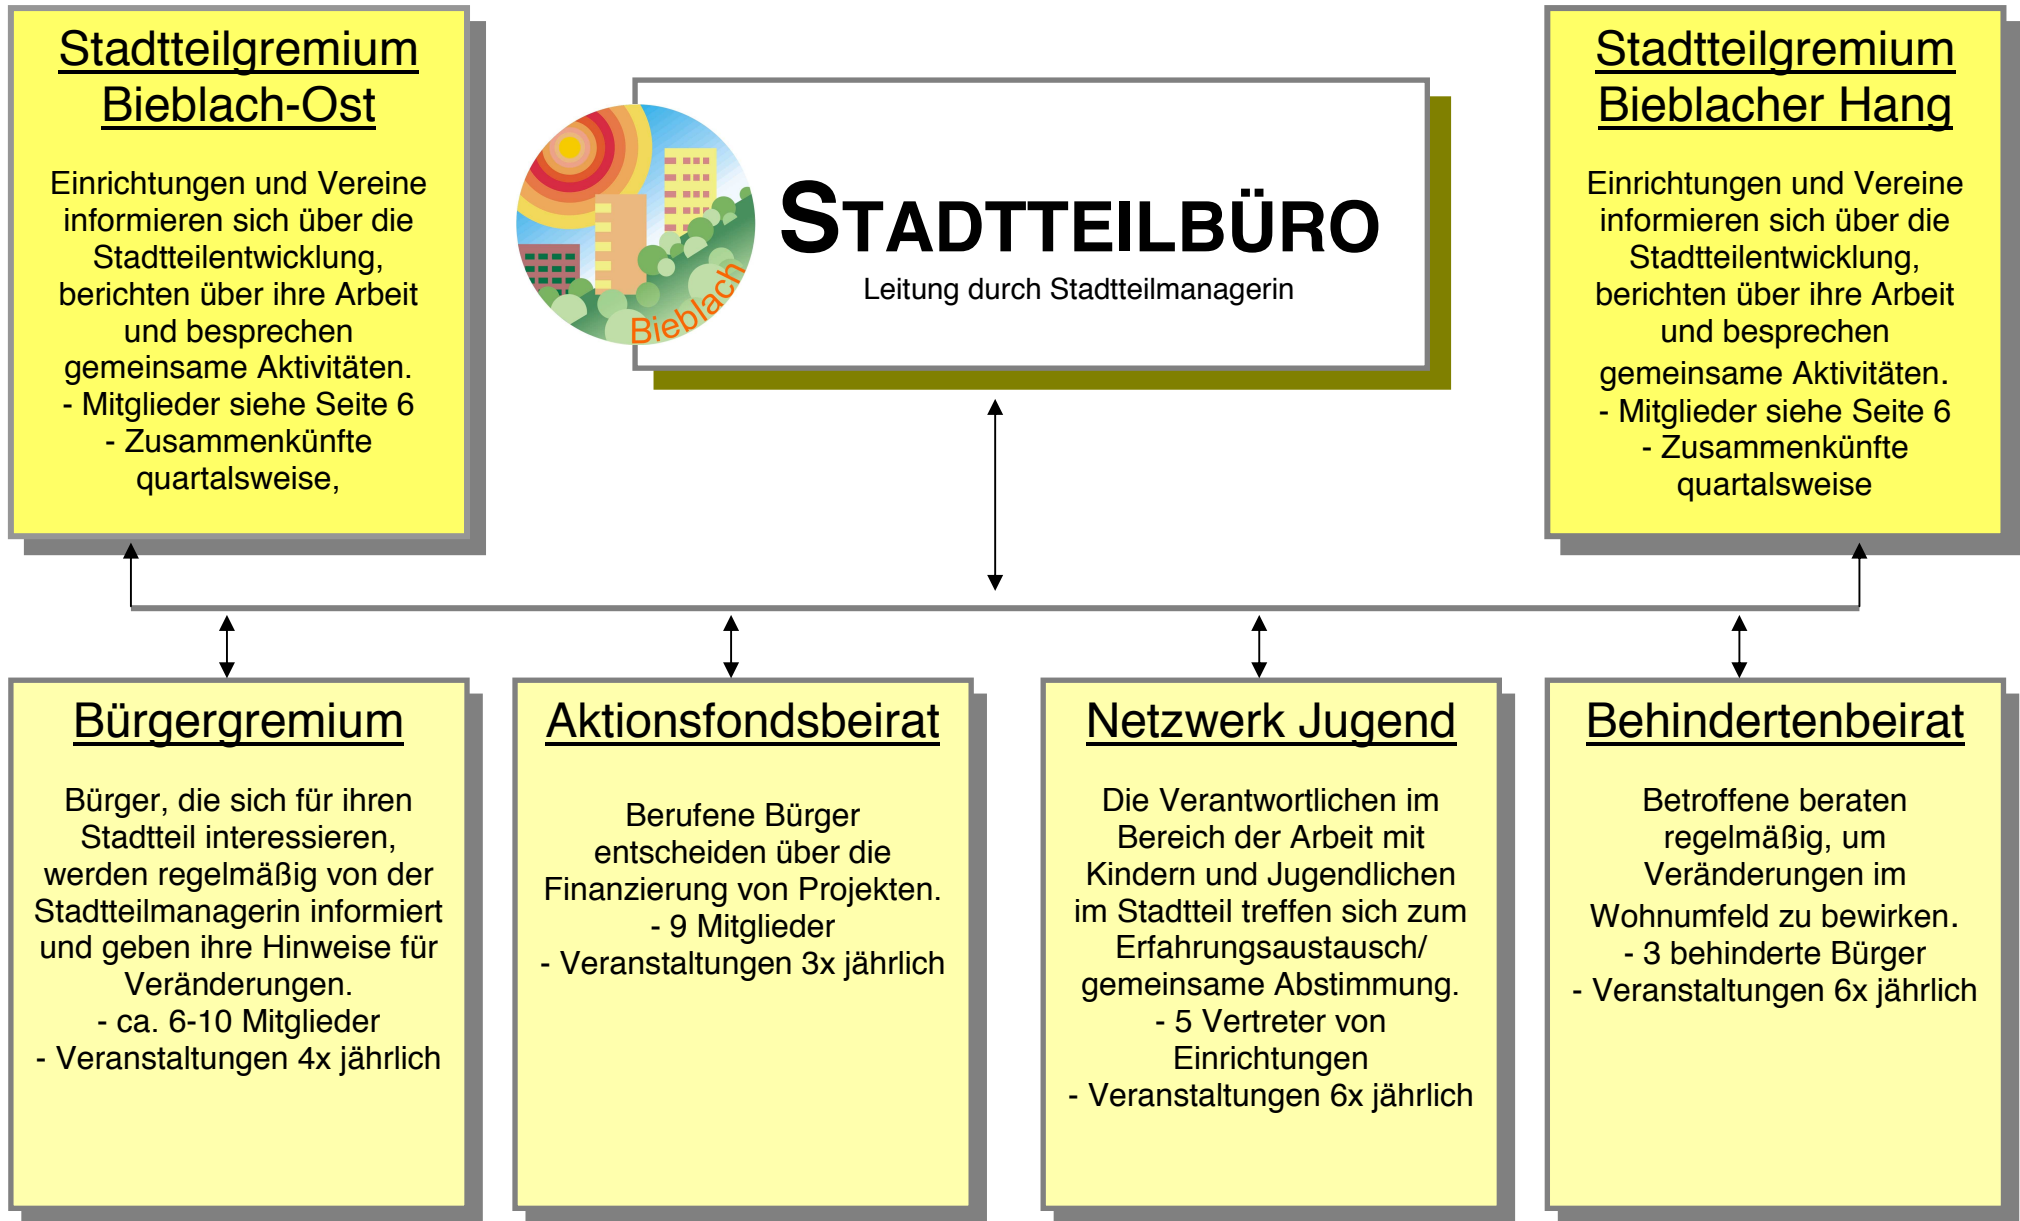 Stadtteilgremium
Bieblach-Ost
Einrichtungen und Vereine
informieren sich über die
Stadtteilentwicklung,
berichten über ihre Arbeit
und besprechen
gemeinsame Aktivitäten.
- Mitglieder siehe Seite 6
- Zusammenkünfte
quartalsweise,
Bieblach
STADTTEILBÜRO
Leitung durch Stadtteilmanagerin
Stadtteilgremium
Bieblacher Hang
Einrichtungen und Vereine
informieren sich über die
Stadtteilentwicklung,
berichten über ihre Arbeit
und besprechen
gemeinsame Aktivitäten.
- Mitglieder siehe Seite 6
- Zusammenkünfte
quartalsweise
Bürgergremium
Bürger, die sich für ihren
Stadtteil interessieren,
werden regelmäßig von der
Stadtteilmanagerin informiert
und geben ihre Hinweise für
Veränderungen.
- ca. 6-10 Mitglieder
- Veranstaltungen 4x jährlich
Aktionsfondsbeirat
Berufene Bürger
entscheiden über die
Finanzierung von Projekten.
- 9 Mitglieder
- Veranstaltungen 3x jährlich
Netzwerk Jugend
Die Verantwortlichen im
Bereich der Arbeit mit
Kindern und Jugendlichen
im Stadtteil treffen sich zum
Erfahrungsaustausch/
gemeinsame Abstimmung.
- 5 Vertreter von
Einrichtungen
- Veranstaltungen 6x jährlich
Behindertenbeirat
Betroffene beraten
regelmäßig, um
Veränderungen im
Wohnumfeld zu bewirken.
- 3 behinderte Bürger
- Veranstaltungen 6x jährlich